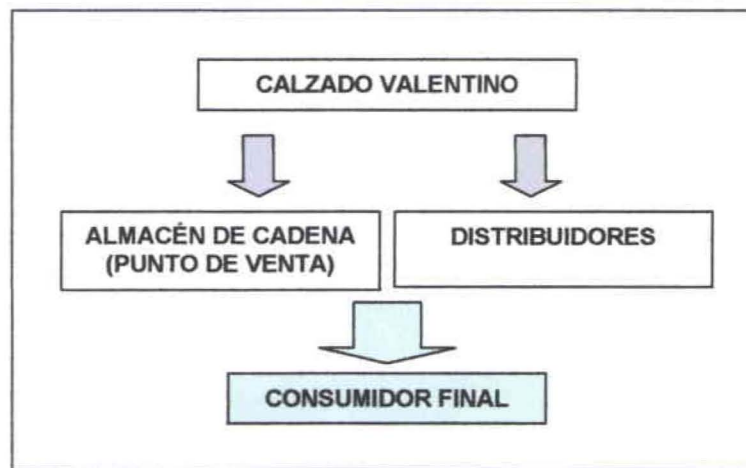 CALZADO VALENTINO
ALMACÉN DE CADENA
(PUNTO DE VENTA)
DISTRIBUIDORES
CONSUMIDOR FINAL